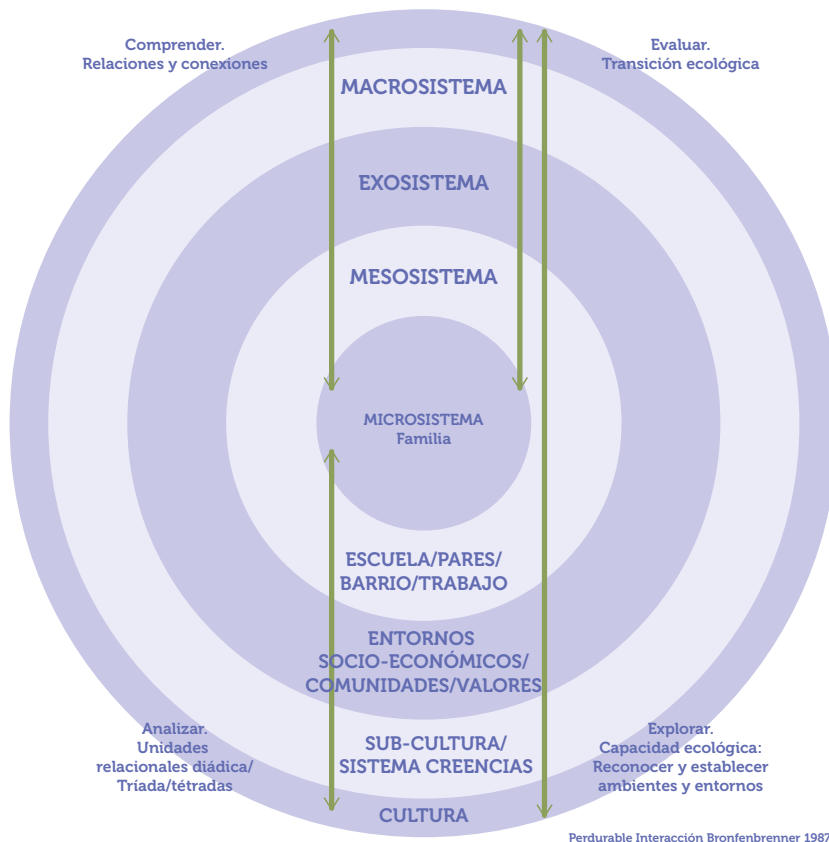 Comprender.
Relaciones y conexiones
Evaluar.
Transición ecológica
MACROSISTEMA
EXOSISTEMA
MESOSISTEMA
MICROSISTEMA
Familia
ESCUELA/PARES/
BARRIO/TRABAJO
ENTORNOS
SOCIO-ECONÓMICOS/
COMUNIDADES/VALORES
Analizar.
Unidades
relacionales diádica/
Tríada/tétradas
SUB-CULTURA/
SISTEMA CREENCIAS
Explorar.
Capacidad ecológica:
Reconocer y establecer
ambientes y entornos
CULTURA
Perdurable Interacción Bronfenbrenner 1987